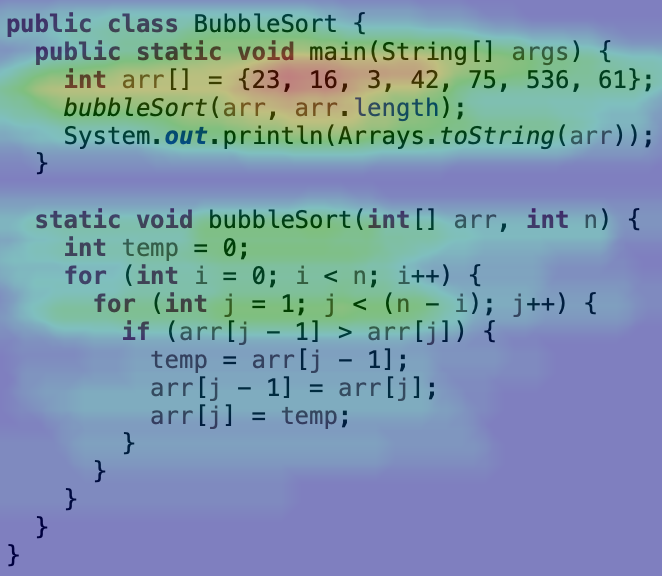 public class BubbleSort {
  public static void main(String[] args) {
    int arr[] = {23, 16, 3, 42, 75, 536, 61};
    bubbleSort(arr, arr.length);
    System.out.println(Arrays.toString(arr));
  }

  static void bubbleSort(int[] arr, int n) {
    int temp = 0;
    for (int i = 0; i < n; i++) {
      for (int j = 1; j < (n - i); j++) {
        if (arr[j - 1] > arr[j]) {
          temp = arr[j - 1];
          arr[j - 1] = arr[j];
          arr[j] = temp;
        }
      }
    }
  }
}